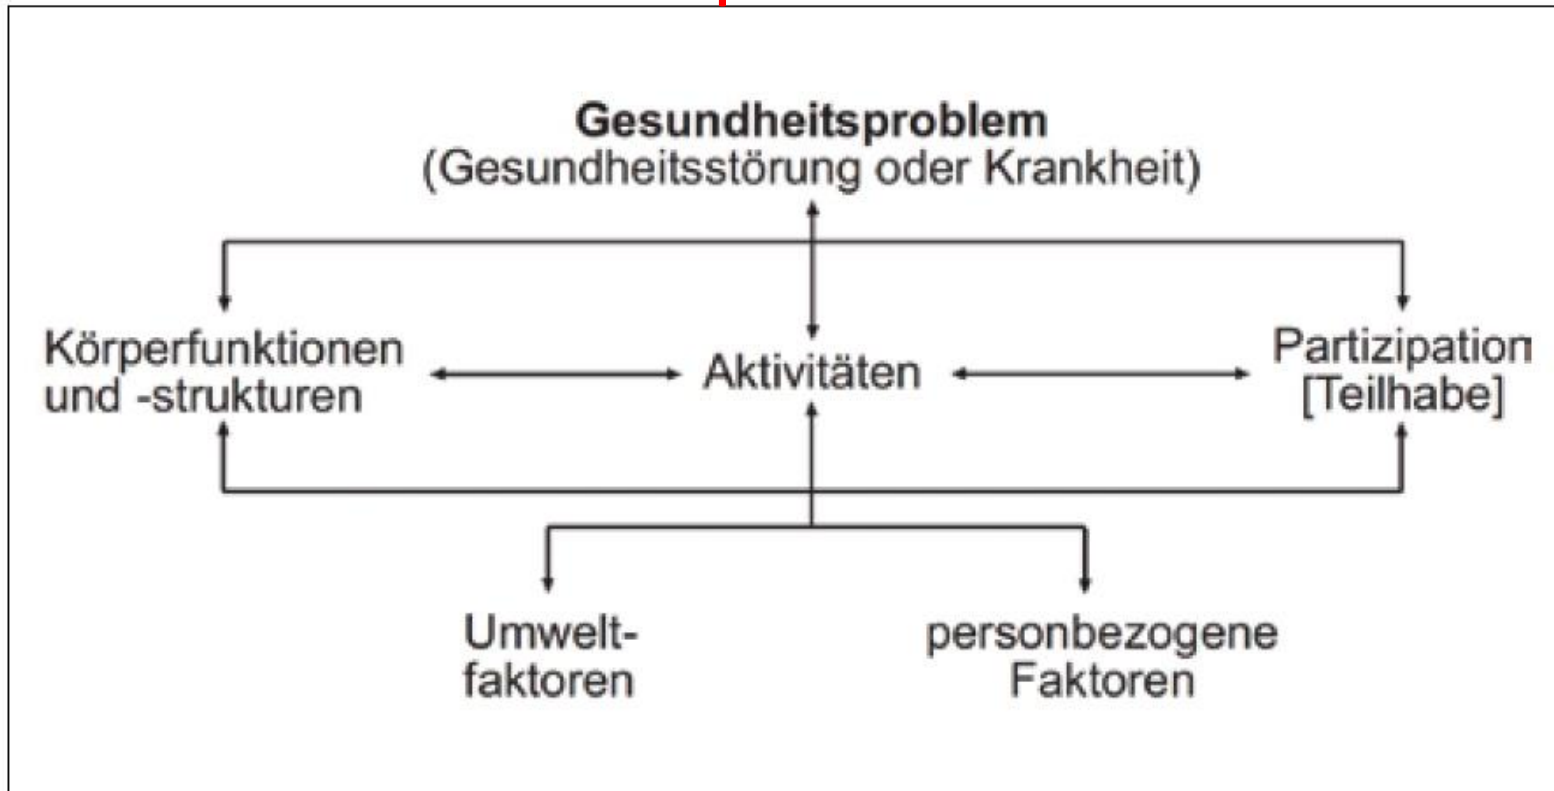 Gesundheitsproblem
(Gesundheitsstörung oder Krankheit)
Körperfunktionen
und -strukturen
Aktivitäten
Partizipation
[Teilhabe]
Umwelt-
faktoren
personbezogene
Faktoren